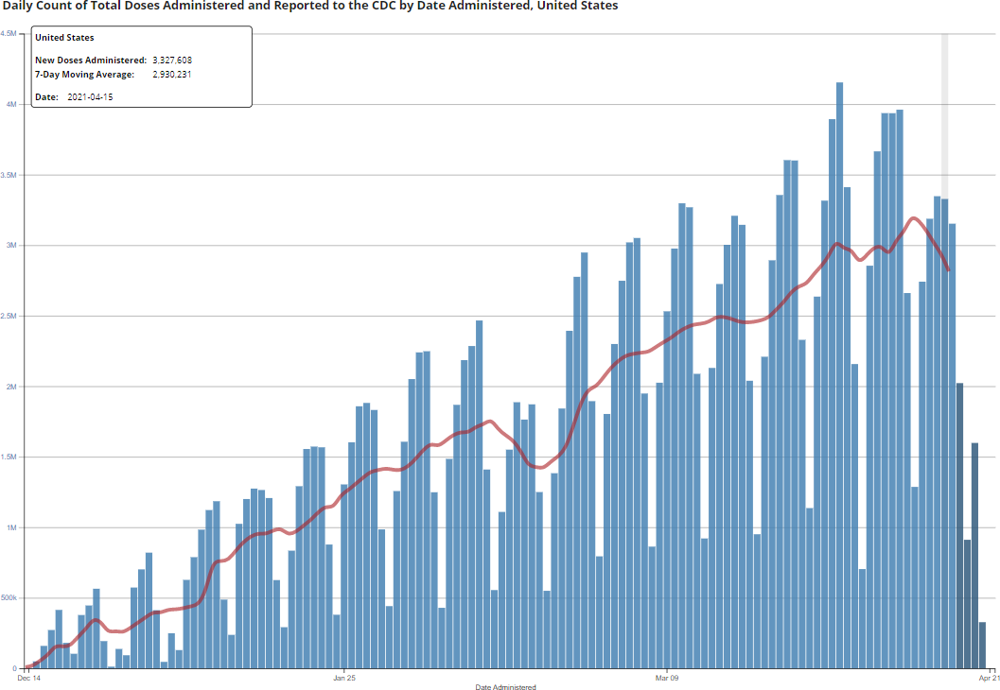 Daily Count of Total Doses Administered and Reported to the CDC by Date Administered, United States
4.5M
United States
New Doses Administered: 3,327,608
7-Day Moving Average: 2,930,231
Date: 2021-04-15
4M
3.5M
3M
2.5M
2M
1.5M
1M
500k
0
Dec 14 Jan 25 Mar 09 Apr 21
Date Administered